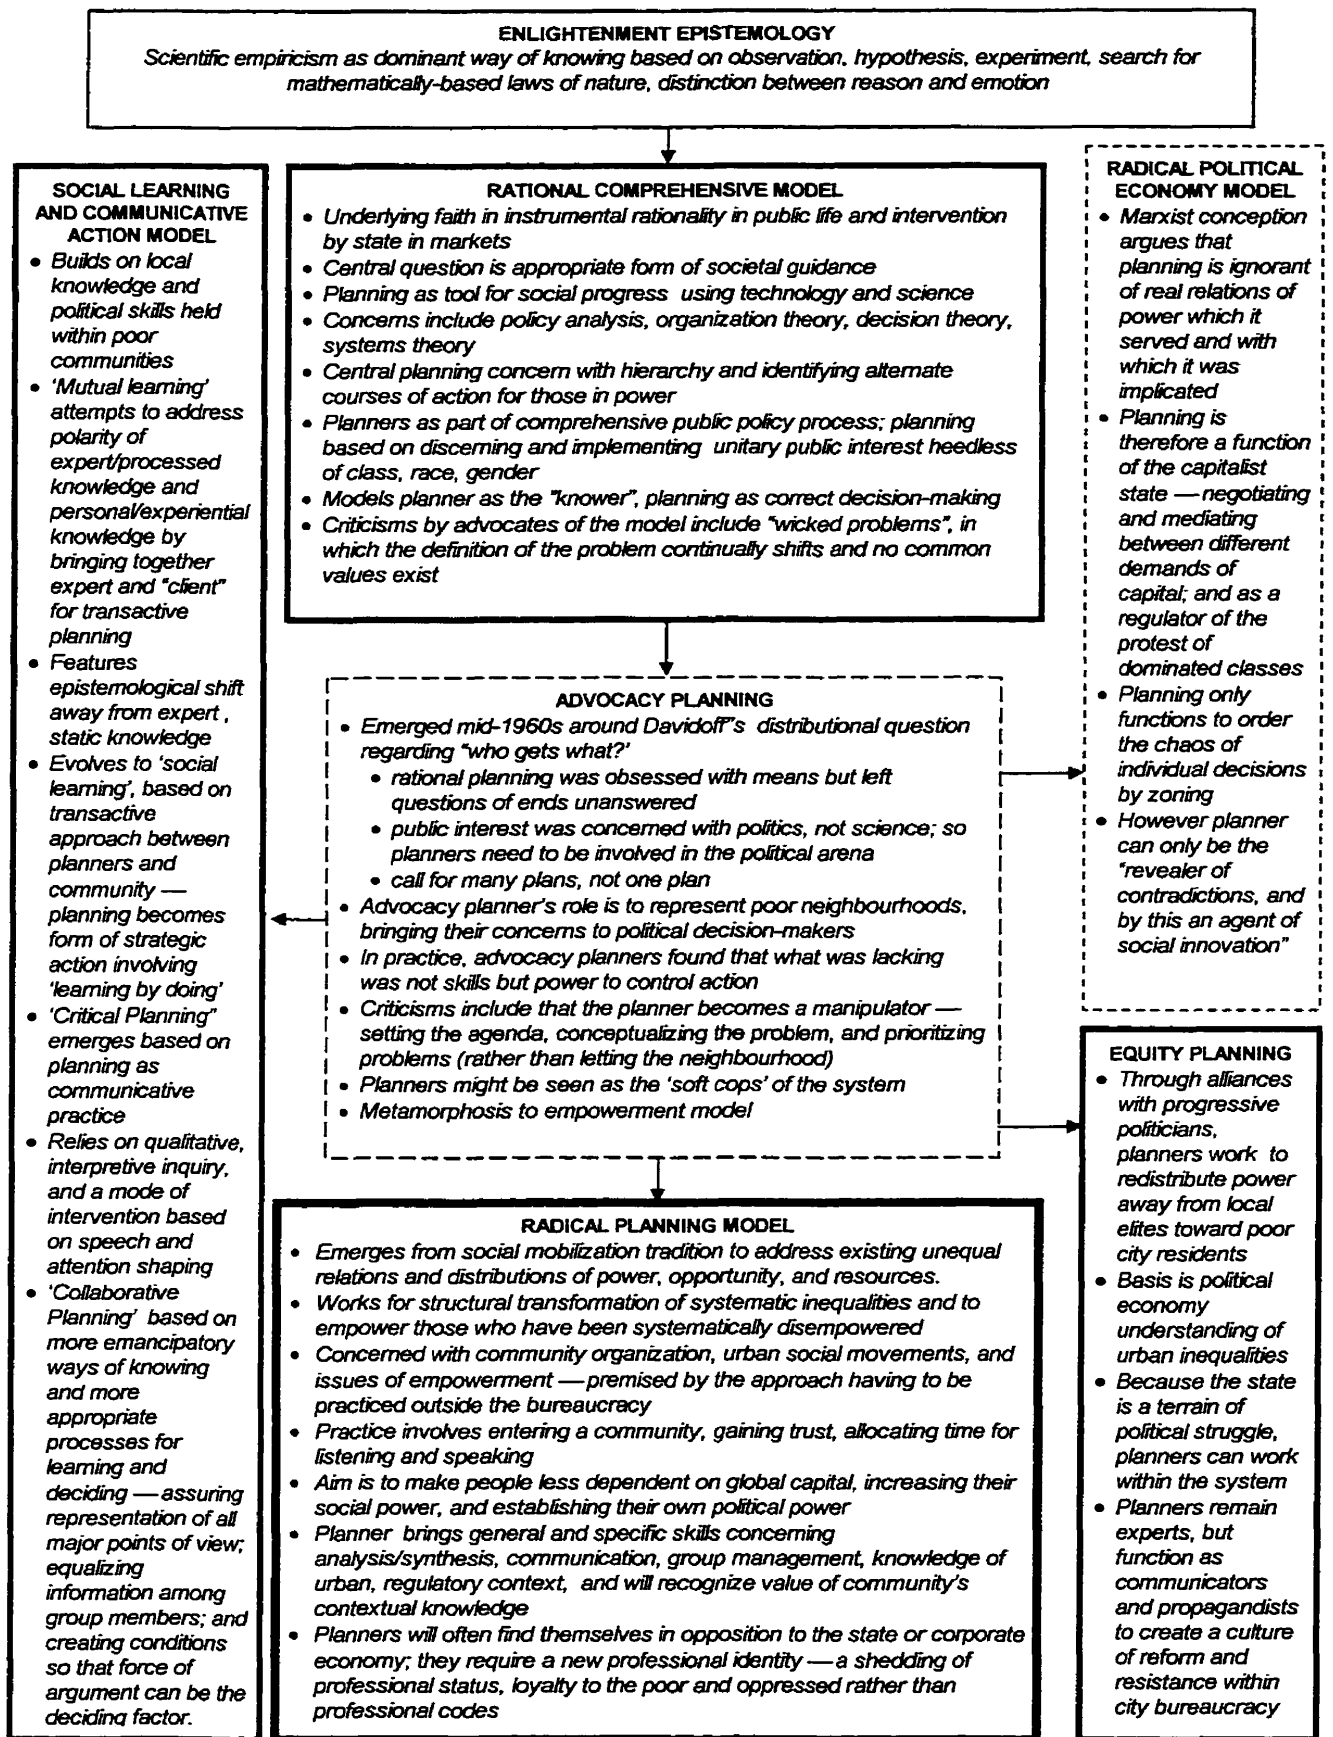 ENLIGHTENMENT EPISTEMOLOGY
Scientific empiricism as dominant way of knowing based on observation, hypothesis, experiment, search for
mathematically-based laws of nature, distinction between reason and emotion
SOCIAL LEARNING
AND COMMUNICATIVE
ACTION MODEL
• Builds on local
knowledge and
political skills held
within poor
communities
• 'Mutual learning'
attempts to address
polarity of
expert/processed
knowledge and
personal/experiential
knowledge by
bringing together
expert and "client"
for transactive
planning
• Features
epistemological shift
away from expert,
static knowledge
• Evolves to 'social
learning', based on
transactive
approach between
planners and
community —
planning becomes
form of strategic
action involving
'learning by doing'
• 'Critical Planning"
emerges based on
planning as
communicative
practice
• Relies on qualitative,
interpretive inquiry,
and a mode of
intervention based
on speech and
attention shaping
• 'Collaborative
Planning' based on
more emancipatory
ways of knowing
and more
appropriate
processes for
learning and
deciding — assuring
representation of all
major points of view;
equalizing
information among
group members; and
creating conditions
so that force of
argument can be the
deciding factor.
RATIONAL COMPREHENSIVE MODEL
• Underlying faith in instrumental rationality in public life and intervention
by state in markets
• Central question is appropriate form of societal guidance
• Planning as tool for social progress using technology and science
• Concerns include policy analysis, organization theory, decision theory,
systems theory
• Central planning concern with hierarchy and identifying alternate
courses of action for those in power
• Planners as part of comprehensive public policy process; planning
based on discerning and implementing unitary public interest heedless
of class, race, gender
• Models planner as the "knower", planning as correct decision-making
• Criticisms by advocates of the model include "wicked problems", in
which the definition of the problem continually shifts and no common
values exist
ADVOCACY PLANNING
• Emerged mid-1960s around Davidoff's distributional question
regarding "who gets what?'
• rational planning was obsessed with means but left
questions of ends unanswered
• public interest was concerned with politics, not science; so
planners need to be involved in the political arena
• call for many plans, not one plan
• Advocacy planner's role is to represent poor neighbourhoods,
bringing their concerns to political decision-makers
• In practice, advocacy planners found that what was lacking
was not skills but power to control action
• Criticisms include that the planner becomes a manipulator —
setting the agenda, conceptualizing the problem, and prioritizing
problems (rather than letting the neighbourhood)
• Planners might be seen as the 'soft cops' of the system
• Metamorphosis to empowerment model
RADICAL PLANNING MODEL
• Emerges from social mobilization tradition to address existing unequal
relations and distributions of power, opportunity, and resources.
• Works for structural transformation of systematic inequalities and to
empower those who have been systematically disempowered
• Concerned with community organization, urban social movements, and
issues of empowerment — premised by the approach having to be
practiced outside the bureaucracy
• Practice involves entering a community, gaining trust, allocating time for
listening and speaking
• Aim is to make people less dependent on global capital, increasing their
social power, and establishing their own political power
• Planner brings general and specific skills concerning
analysis/synthesis, communication, group management, knowledge of
urban, regulatory context, and will recognize value of community's
contextual knowledge
• Planners will often find themselves in opposition to the state or corporate
economy; they require a new professional identity — a shedding of
professional status, loyalty to the poor and oppressed rather than
professional codes
RADICAL POLITICAL
ECONOMY MODEL
• Marxist conception
argues that
planning is ignorant
of real relations of
power which it
served and with
which it was
implicated
• Planning is
therefore a function
of the capitalist
state — negotiating
and mediating
between different
demands of
capital; and as a
regulator of the
protest of
dominated classes
• Planning only
functions to order
the chaos of
individual decisions
by zoning
• However planner
can only be the
"revealer of
contradictions, and
by this an agent of
social innovation"
EQUITY PLANNING
• Through alliances
with progressive
politicians,
planners work to
redistribute power
away from local
elites toward poor
city residents
• Basis is political
economy
understanding of
urban inequalities
• Because the state
is a terrain of
political struggle,
planners can work
within the system
• Planners remain
experts, but
function as
communicators
and propagandists
to create a culture
of reform and
resistance within
city bureaucracy